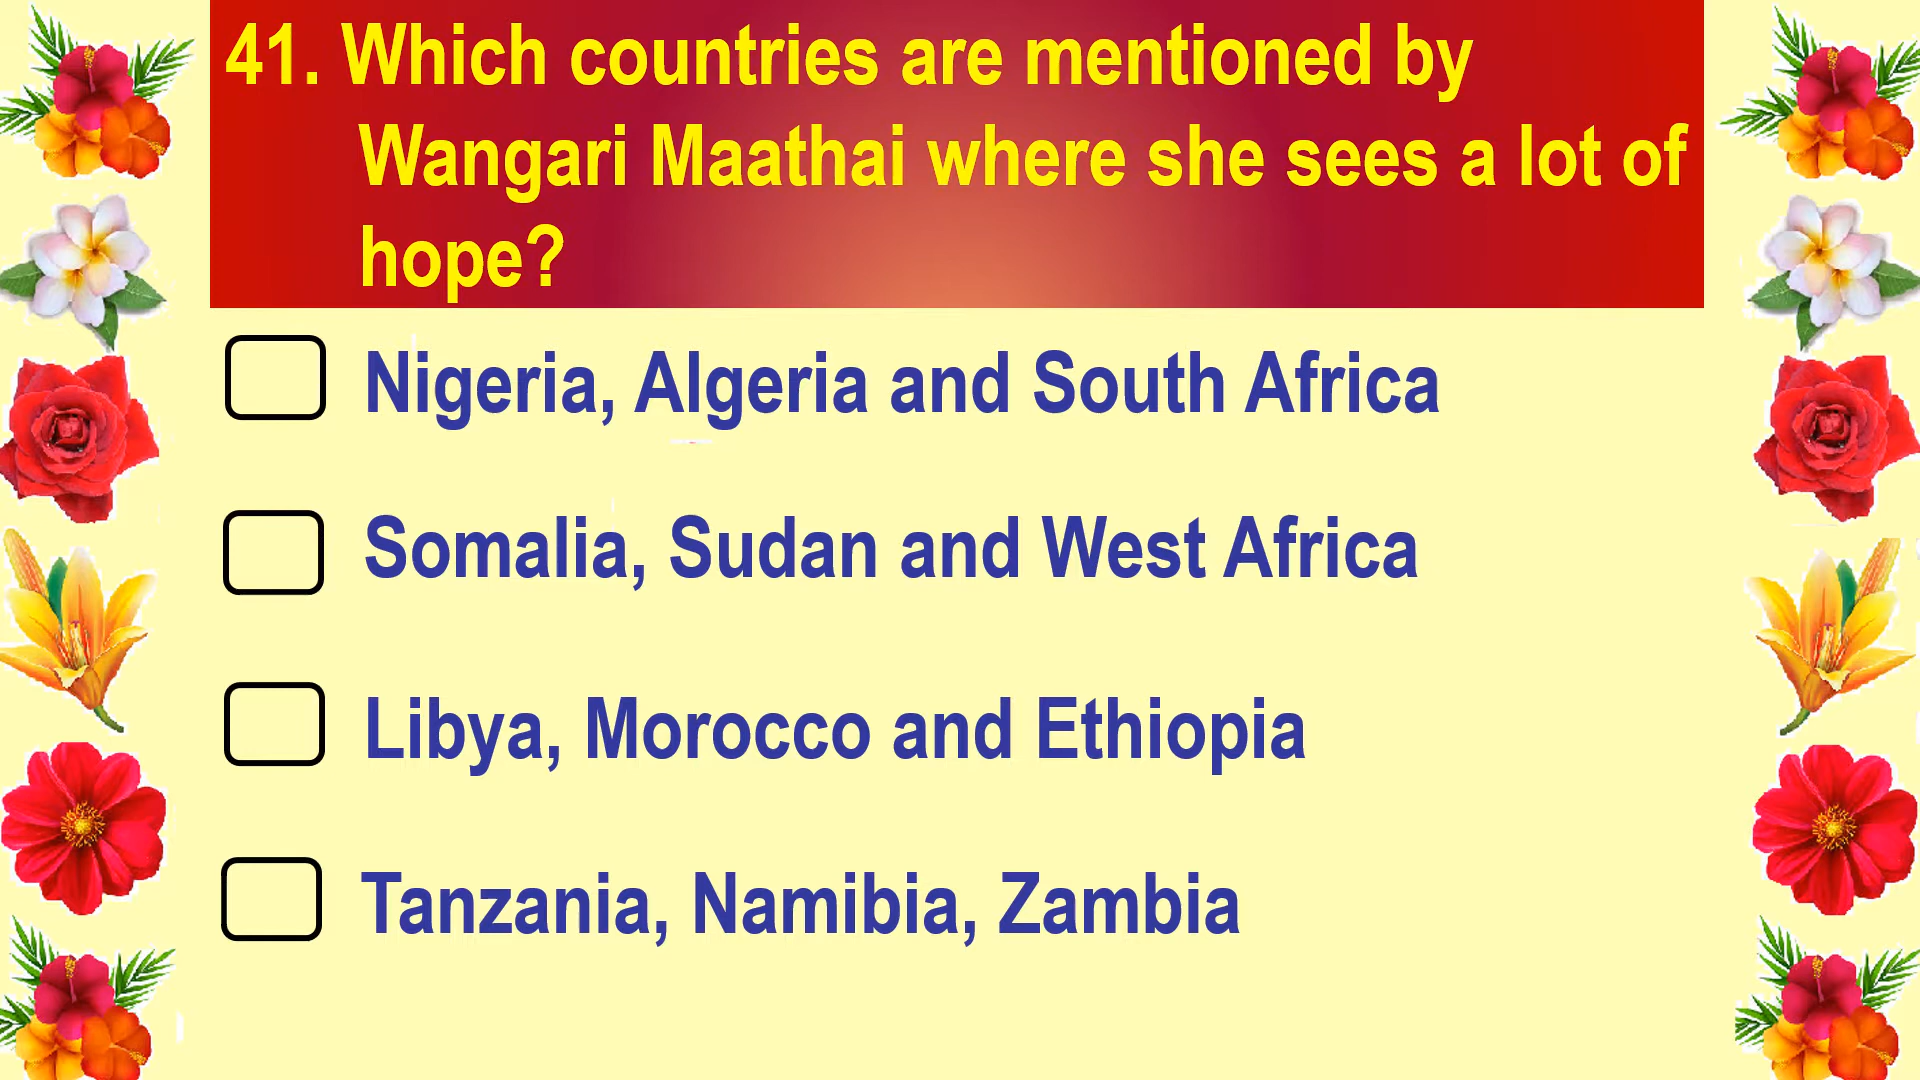 41. Which countries are mentioned by
Wangari Maathai where she sees a lot of
hope?
Nigeria, Algeria and South Africa
Somalia, Sudan and West Africa
Libya, Morocco and Ethiopia
Tanzania, Namibia, Zambia